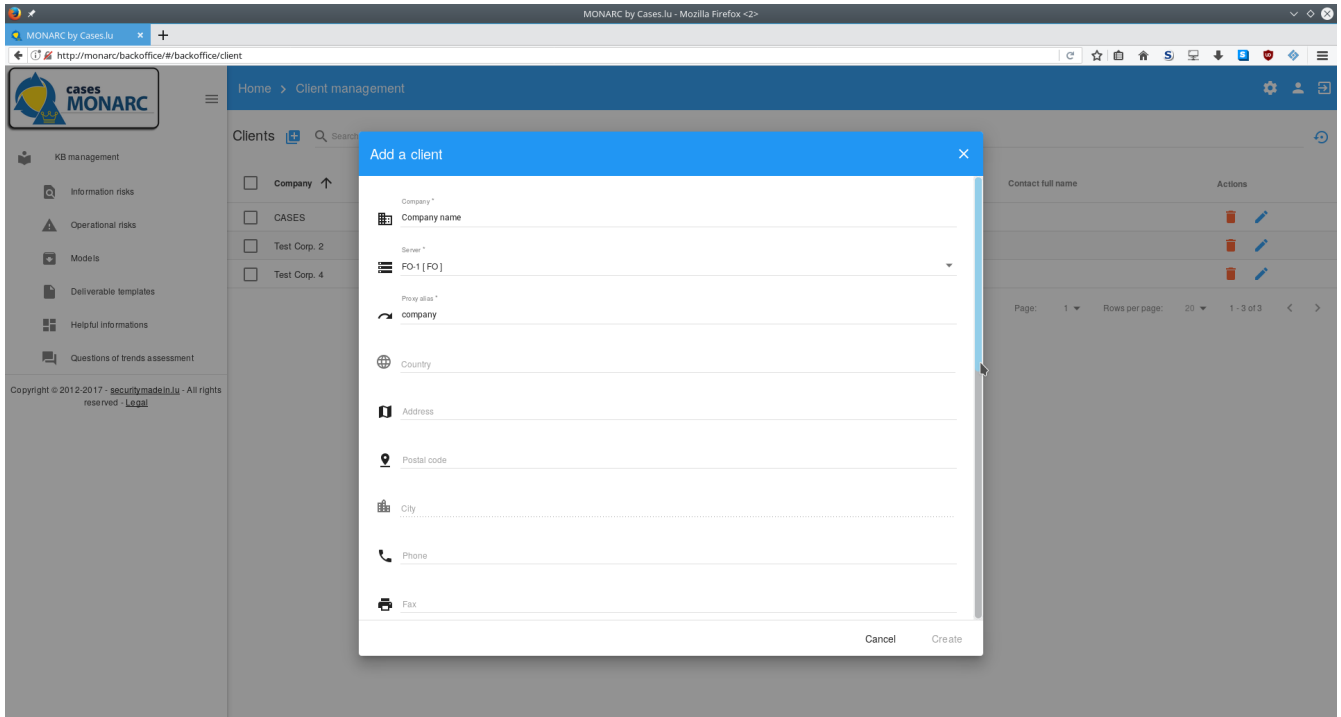 MONARC by Cases.lu - Mozilla Firefox <2>
MONARC by Cases.lu × +
http://monarc/backoffice/#/backoffice/client
cases
MONARC
Home > Client management
Clients Search
Add a client
KB management
Information risks
Operational risks
Models
Deliverable templates
Helpful informations
Questions of trends assessment
Copyright © 2012-2017 - securitymadein.lu - All rights
reserved - Legal
Company Contact full name Actions
CASES
Test Corp. 2
Test Corp. 4
Page: 1 Rows per page: 20 1 - 3 of 3
Company *
Company name
Server *
FO-1 [ FO ]
Proxy alias *
company
Country
Address
Postal code
City
Phone
Fax
Cancel Create